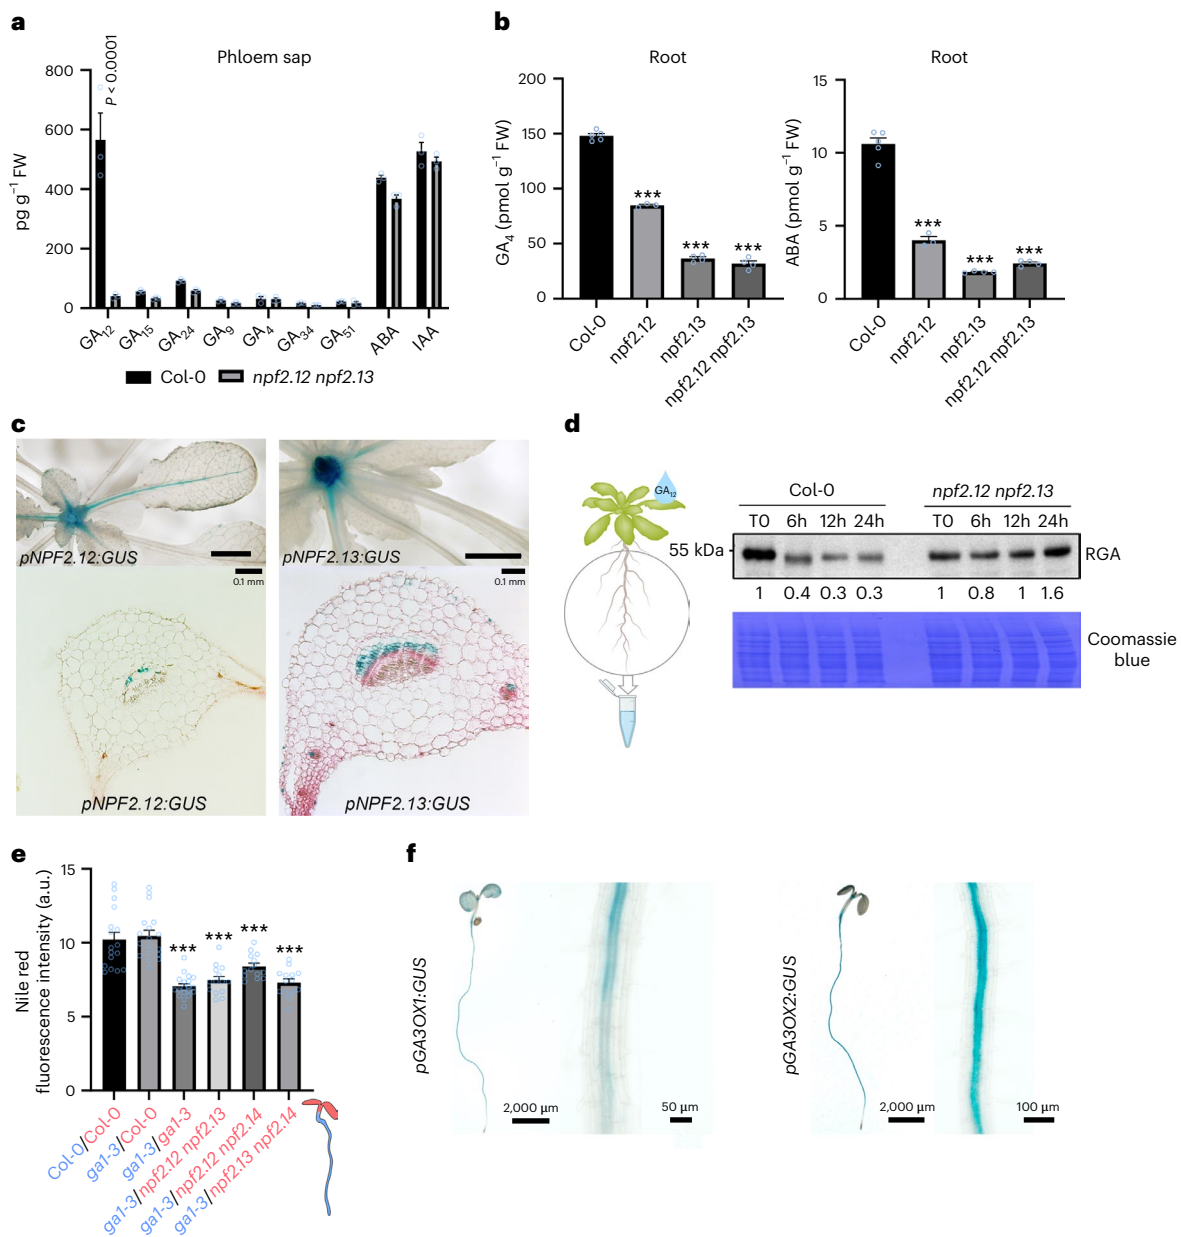 a
Phloem sap
pg g⁻¹ FW
800
600
400
200
0
P < 0.0001
GA₁₂
GA₁₅
GA₂₄
GA₉
GA₄
GA₃₄
GA₅₁
ABA
IAA
Col-0
npf2.12 npf2.13
b
Root
GA₄ (pmol g⁻¹ FW)
200
150
100
50
0
***
***
***
Col-0
npf2.12
npf2.13
npf2.12 npf2.13
Root
ABA (pmol g⁻¹ FW)
15
10
5
0
***
***
***
Col-0
npf2.12
npf2.13
npf2.12 npf2.13
c
pNPF2.12:GUS
pNPF2.13:GUS
0.1 mm
0.1 mm
pNPF2.12:GUS
pNPF2.13:GUS
d
GA₁₂
Col-0
npf2.12 npf2.13
T0 6h 12h 24h T0 6h 12h 24h
55 kDa
RGA
1 0.4 0.3 0.3 1 0.8 1 1.6
Coomassie
blue
e
Nile red
fluorescence intensity (a.u.)
15
10
5
0
***
***
***
***
Col-0/Col-0
ga1-3/Col-0
ga1-3/ga1-3
ga1-3/npf2.12 npf2.13
ga1-3/npf2.12 npf2.14
ga1-3/npf2.13 npf2.14
f
pGA3OX1:GUS
2,000 µm
50 µm
pGA3OX2:GUS
2,000 µm
100 µm